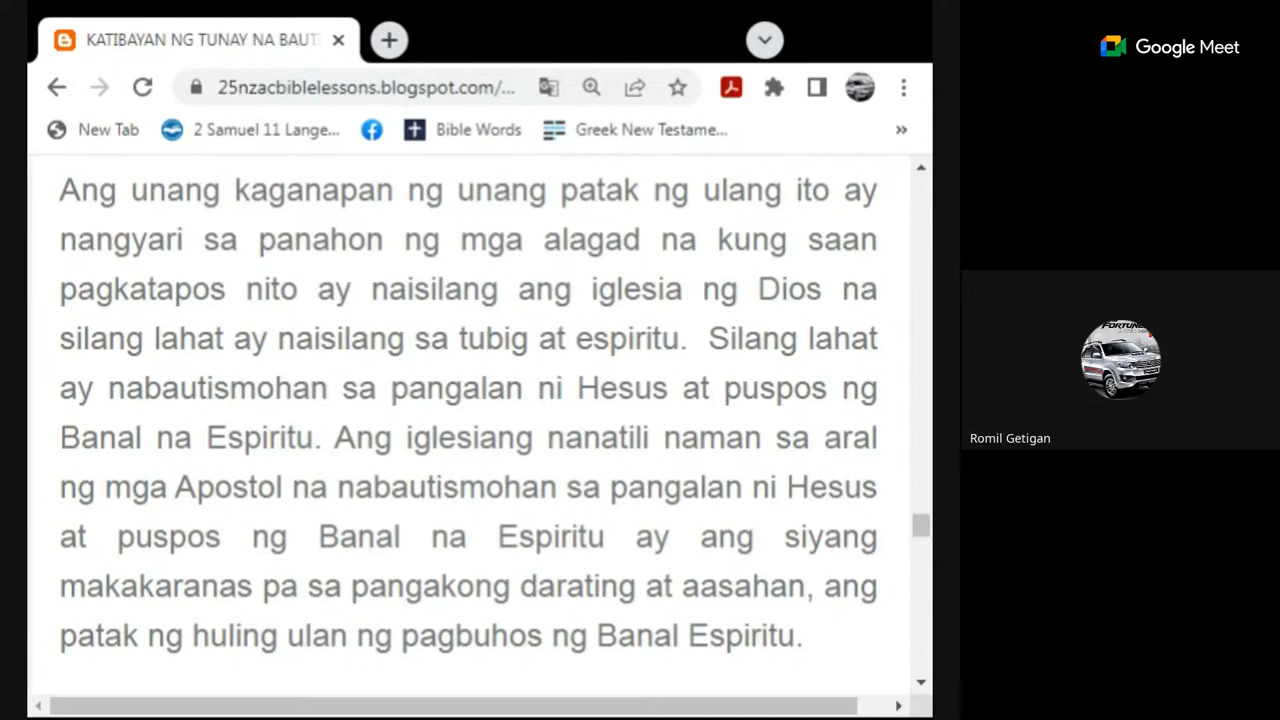 KATIBAYAN NG TUNAY NA BAUT
25nzacbiblelessons.blogspot.com/...
New Tab
2 Samuel 11 Lange...
Bible Words
Greek New Testame...
»
Ang unang kaganapan ng unang patak ng ulang ito ay
nangyari sa panahon ng mga alagad na kung saan
pagkatapos nito ay naisilang ang iglesia ng Dios na
silang lahat ay naisilang sa tubig at espiritu. Silang lahat
ay nabautismohan sa pangalan ni Hesus at puspos ng
Banal na Espiritu. Ang iglesiang nanatili naman sa aral
ng mga Apostol na nabautismohan sa pangalan ni Hesus
at puspos ng Banal na Espiritu ay ang siyang
makakaranas pa sa pangakong darating at aasahan, ang
patak ng huling ulan ng pagbuhos ng Banal Espiritu.
Google Meet
Romil Getigan